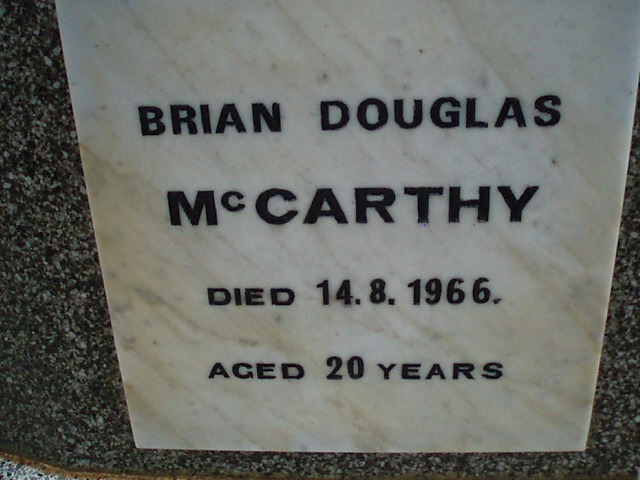 BRIAN DOUGLAS
McCARTHY
DIED 14.8.1966.
AGED 20 YEARS